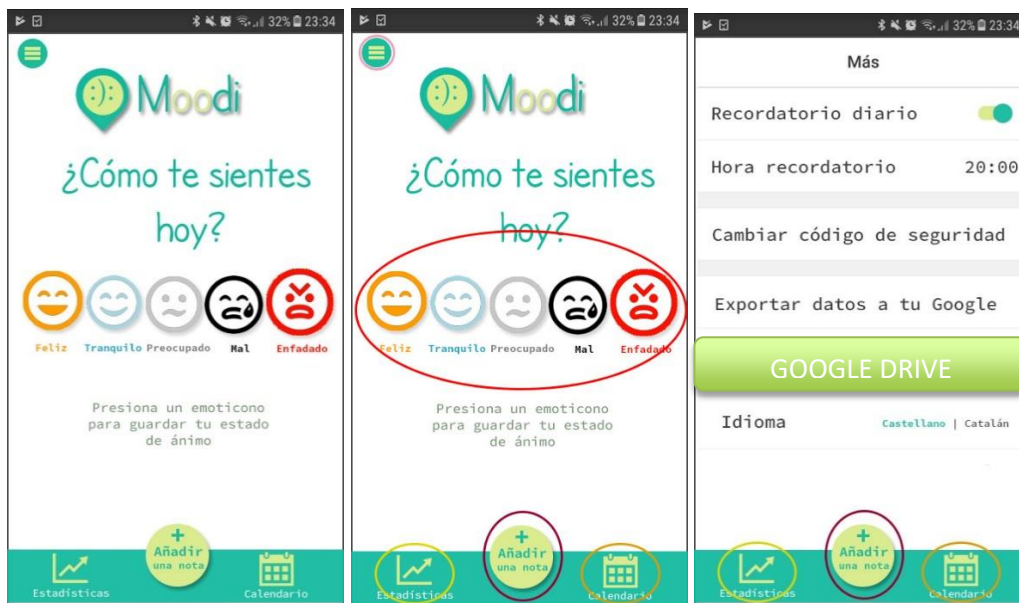 32% 23:34
Moodi
¿Cómo te sientes
hoy?
Feliz Tranquilo Preocupado Mal Enfadado
Presiona un emoticono
para guardar tu estado
de ánimo
+
Añadir
una nota
Estadísticas
Calendario
32% 23:34
Moodi
¿Cómo te sientes
hoy?
Feliz Tranquilo Preocupado Mal Enfadado
Presiona un emoticono
para guardar tu estado
de ánimo
+
Añadir
una nota
Estadísticas
Calendario
32% 23:34
Más
Recordatorio diario
Hora recordatorio 20:00
Cambiar código de seguridad
Exportar datos a tu Google
GOOGLE DRIVE
Idioma Castellano | Catalán
+
Añadir
una nota
Estadísticas
Calendario